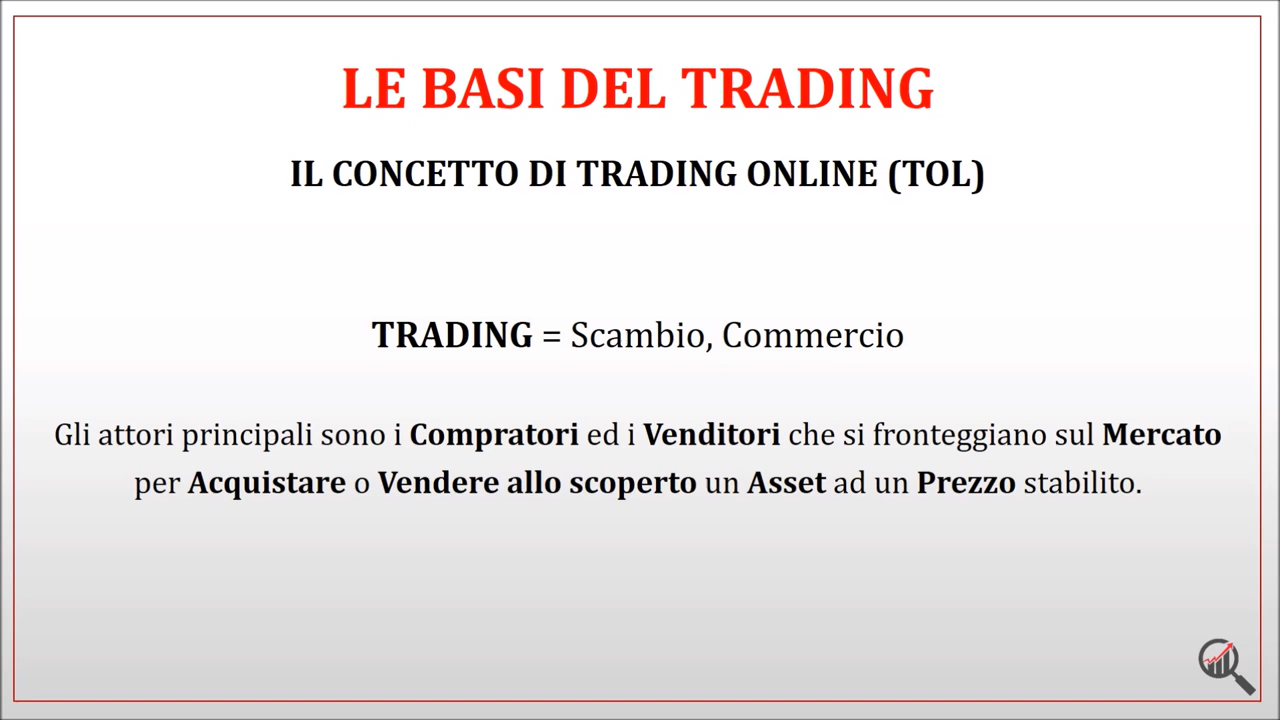 LE BASI DEL TRADING
IL CONCETTO DI TRADING ONLINE (TOL)
TRADING = Scambio, Commercio
Gli attori principali sono i Compratori ed i Venditori che si fronteggiano sul Mercato
per Acquistare o Vendere allo scoperto un Asset ad un Prezzo stabilito.